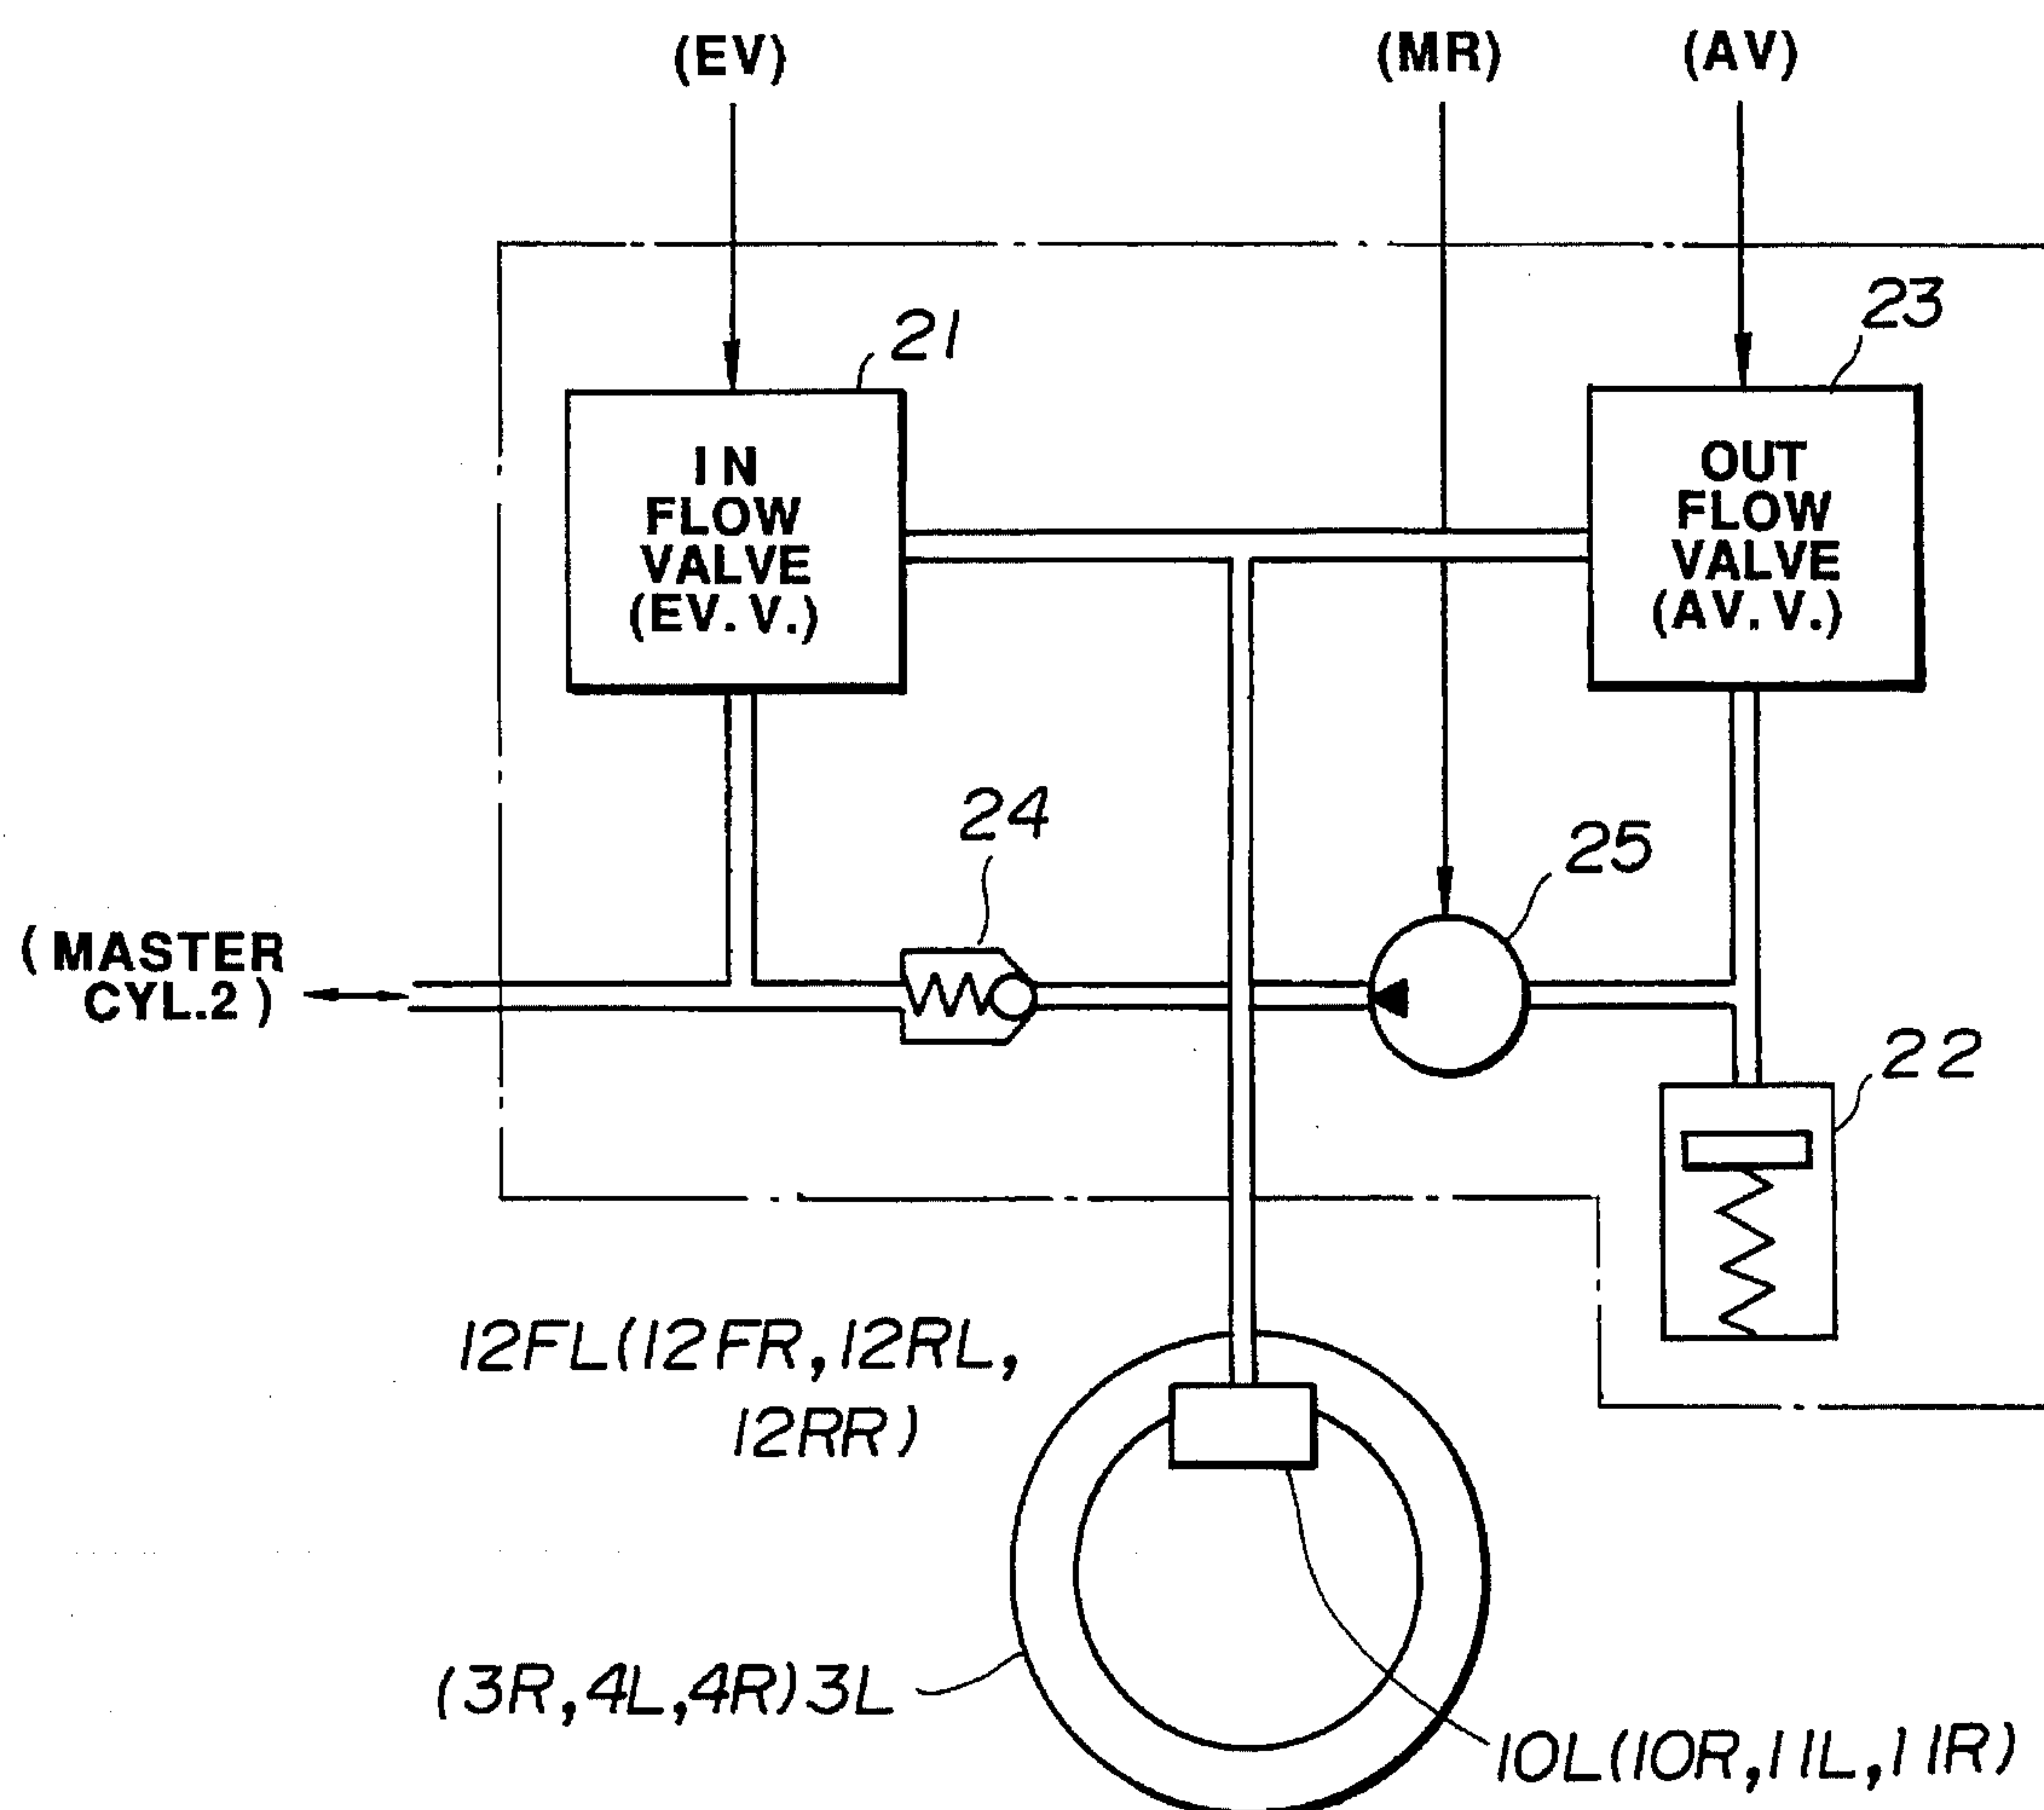 (EV)
(MR)
(AV)
21
23
IN
FLOW
VALVE
(EV. V.)
OUT
FLOW
VALVE
(AV. V.)
24
25
(MASTER
CYL.2)
22
12FL(12FR,12RL,
12RR)
(3R,4L,4R)3L
10L(10R,11L,11R)